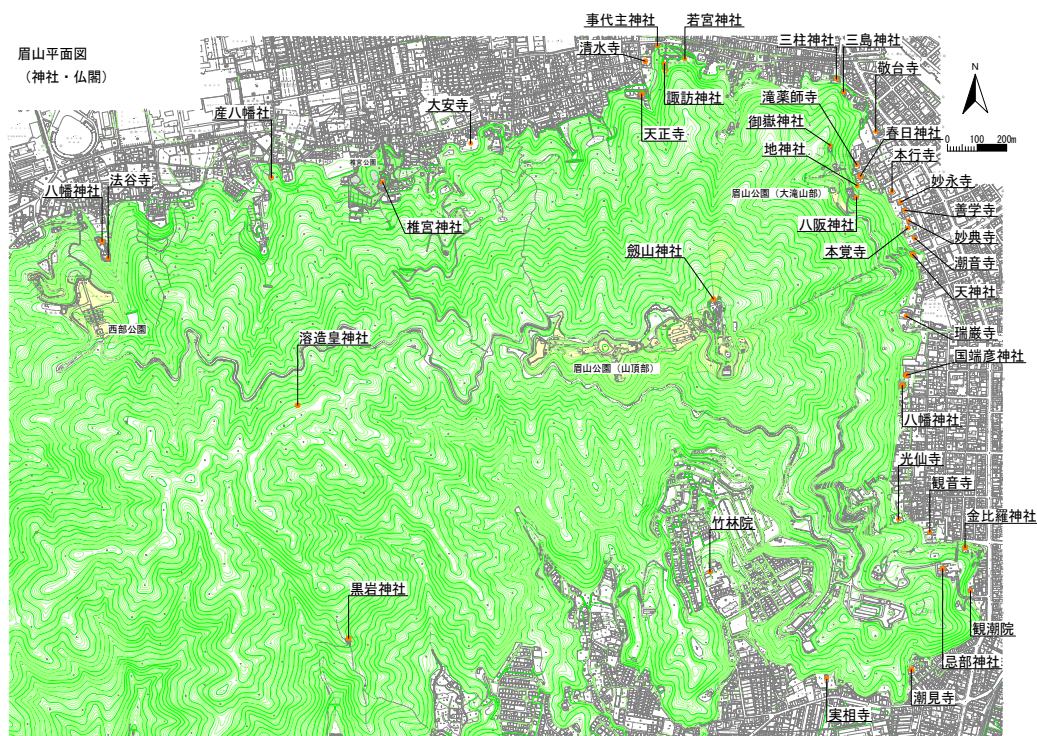 眉山平面図
（神社・仏閣）
事代主神社
若宮神社
清水寺
三柱神社
三島神社
敬台寺
諏訪神社
滝薬師寺
産八幡社
大安寺
天正寺
御嶽神社
春日神社
N
0 100 200m
地神社
本行寺
椎宮公園
八幡神社
法谷寺
眉山公園（大滝山部）
妙永寺
善学寺
椎宮神社
八阪神社
妙典寺
劔山神社
本覚寺
潮音寺
天神社
西部公園
溶造皇神社
瑞巌寺
国端彦神社
眉山公園（山頂部）
八幡神社
光仙寺
観音寺
金比羅神社
竹林院
黒岩神社
観潮院
忌部神社
潮見寺
実相寺